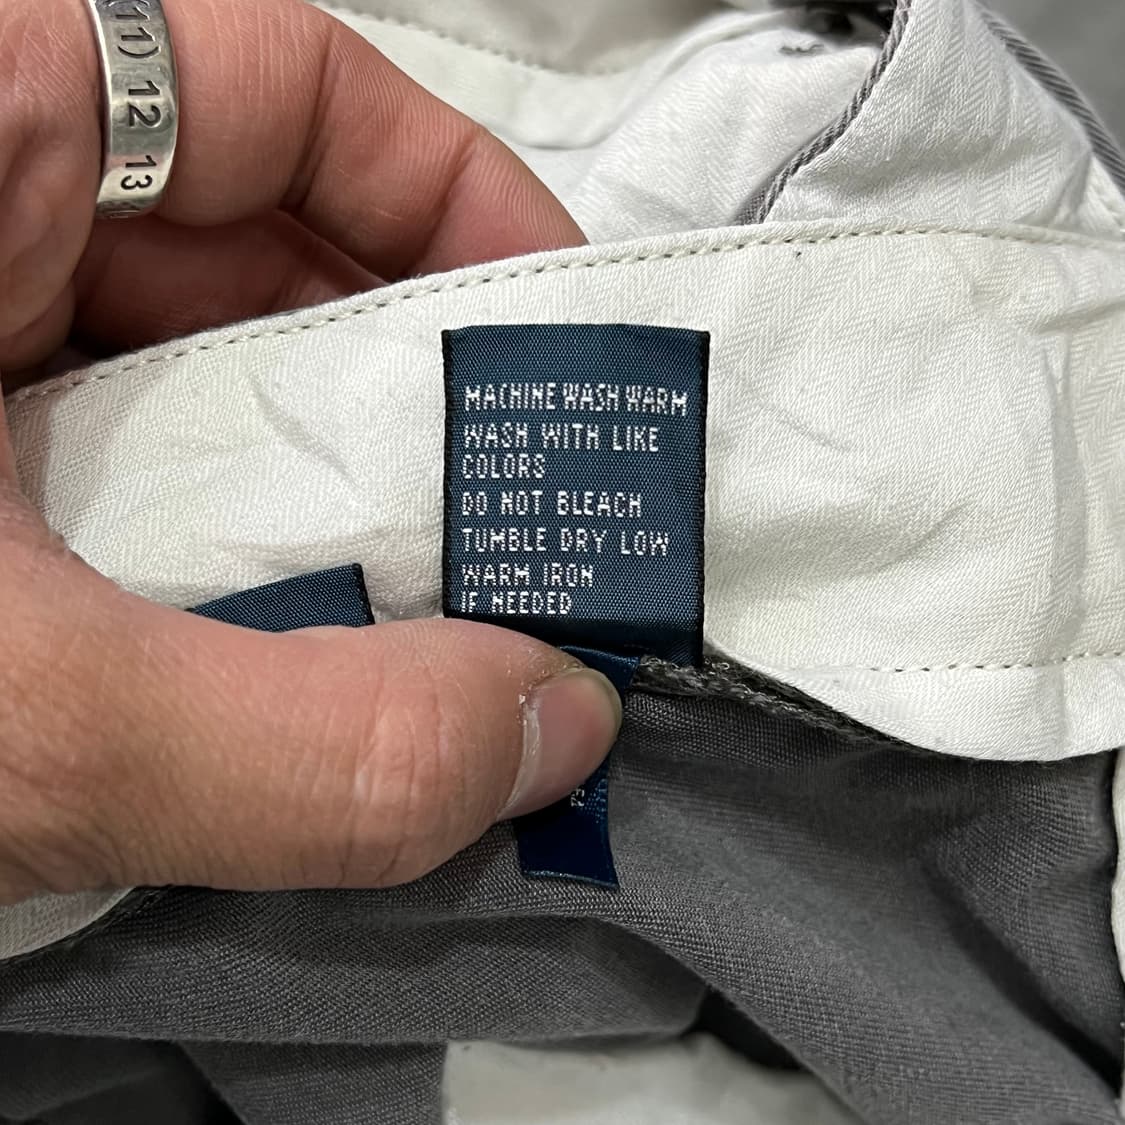 (11) 12 13
MACHINE WASH WARM
WASH WITH LIKE
COLORS
DO NOT BLEACH
TUMBLE DRY LOW
WARM IRON
IF NEEDED